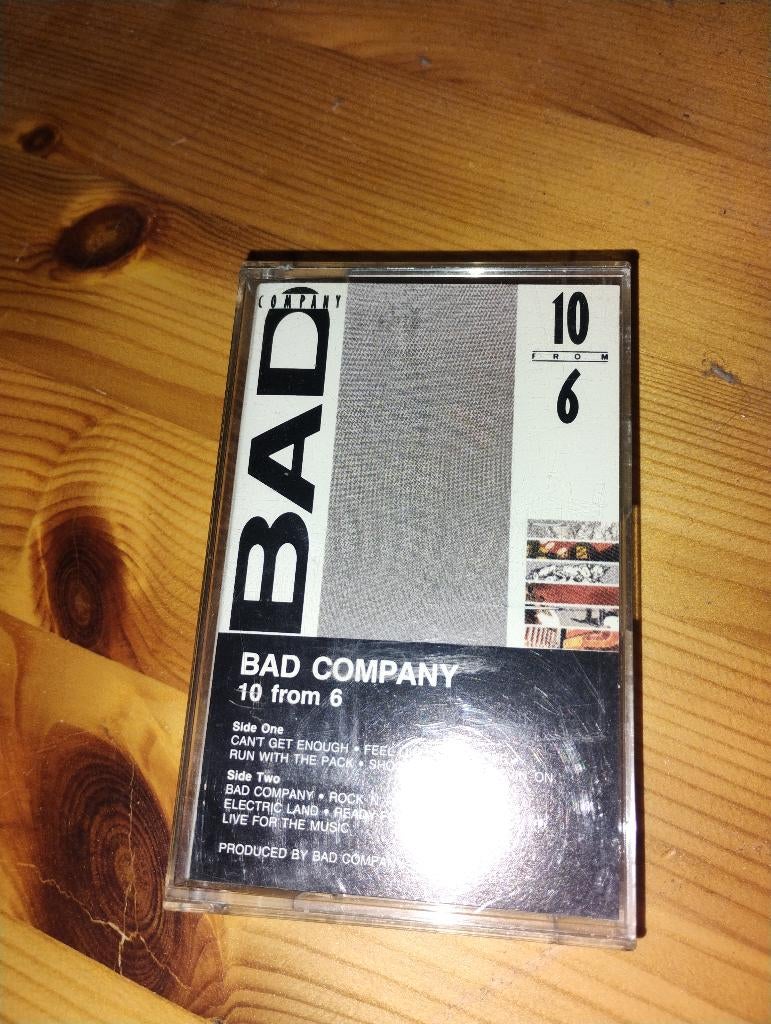 COMPANY
BAD
10
FROM
6
BAD COMPANY
10 from 6
Side One
CAN'T GET ENOUGH • FEEL
RUN WITH THE PACK • ON
Side Two
BAD COMPANY • ROCK
ELECTRIC LAND • READY
LIVE FOR THE MUSIC
PRODUCED BY BAD COMPANY